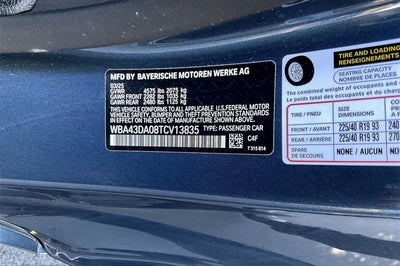 MFD BY BAYERISCHE MOTOREN WERKE AG
03/25
GVWR 4575 lbs 2075 kg
GAWR FRONT 2282 lbs 1035 kg
GAWR REAR 2480 lbs 1125 kg
THIS VEHICLE CONFORMS TO ALL APPLICABLE U.S.FEDERAL MOTOR
VEHICLE SAFETY, BUMPER AND THEFT PREVENTION STANDARDS
IN EFFECT ON THE DATE OF MANUFACTURE SHOWN ABOVE.
WBA43DA08TCV13835 TYPE: PASSENGER CAR
C4F
7 315 814
TIRE AND LOADING
RENSEIGNEMENTS
SEATING CAPACITY
NOMBRE DE PLACES
The combined weight of occupants
Le poids total des occupants
TIRE / PNEU
SIZE
DIMENSIONS
FRONT / AVANT 225/40 R19 93
REAR / ARRIÈRE 225/40 R19 93
SPARE / DE SECOURS NONE / AUCUN